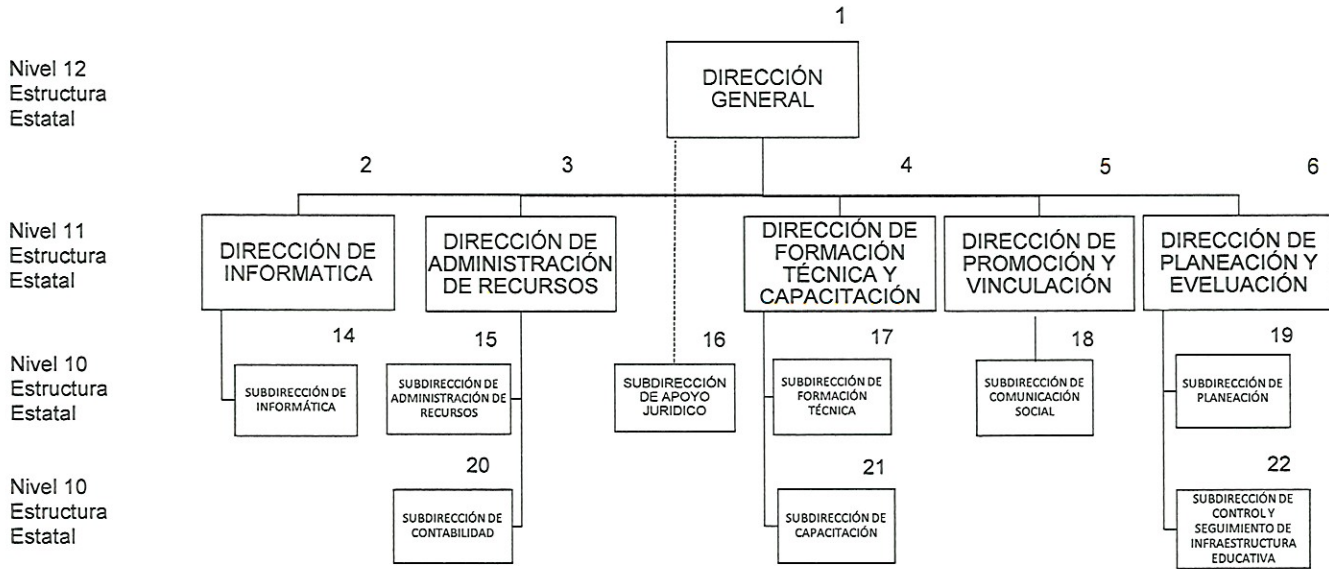 1
Nivel 12
Estructura
Estatal
DIRECCIÓN
GENERAL
2
3
4
5
6
Nivel 11
Estructura
Estatal
DIRECCIÓN DE
INFORMATICA
DIRECCIÓN DE
ADMINISTRACIÓN
DE RECURSOS
DIRECCIÓN DE
FORMACIÓN
TÉCNICA Y
CAPACITACIÓN
DIRECCIÓN DE
PROMOCIÓN Y
VINCULACIÓN
DIRECCIÓN DE
PLANEACIÓN Y
EVELUACIÓN
14
15
16
17
18
19
Nivel 10
Estructura
Estatal
SUBDIRECCIÓN DE
INFORMÁTICA
SUBDIRECCIÓN DE
ADMINISTRACIÓN DE
RECURSOS
SUBDIRECCIÓN
DE APOYO
JURIDICO
SUBDIRECCIÓN DE
FORMACIÓN
TÉCNICA
SUBDIRECCIÓN DE
COMUNICACIÓN
SOCIAL
SUBDIRECCIÓN DE
PLANEACIÓN
20
21
22
Nivel 10
Estructura
Estatal
SUBDIRECCIÓN DE
CONTABILIDAD
SUBDIRECCIÓN DE
CAPACITACIÓN
SUBDIRECCIÓN DE
CONTROL Y
SEGUIMIENTO DE
INFRAESTRUCTURA
EDUCATIVA